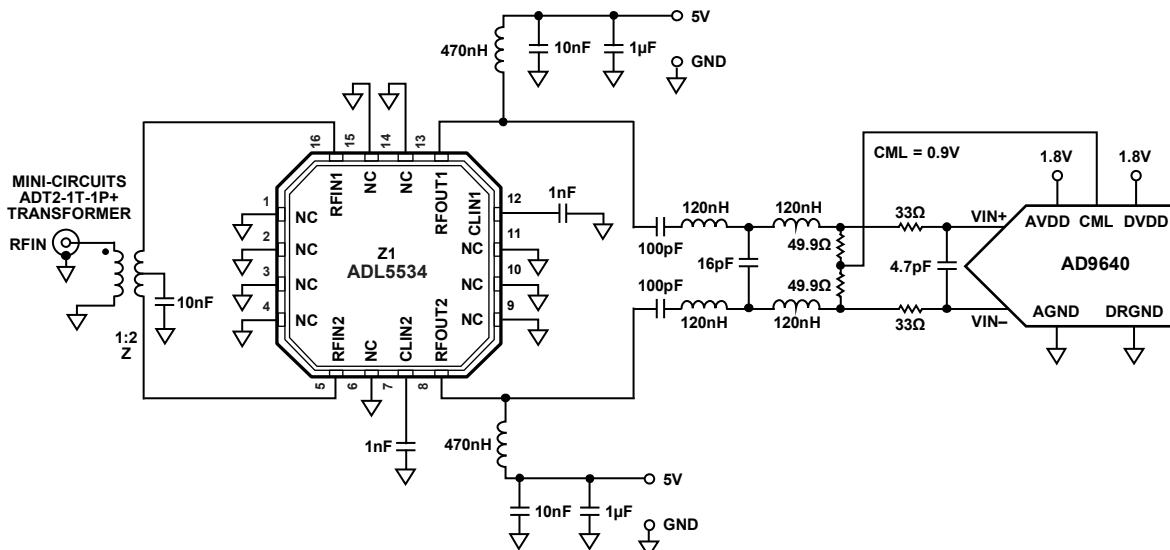 5V
470nH
10nF
1µF
GND
16
15
14
13
MINI-CIRCUITS
ADT2-1T-1P+
TRANSFORMER
RFIN
10nF
1:2
Z
1
2
3
4
NC
NC
NC
NC
RFIN1
NC
NC
RFOUT1
CLIN1
NC
NC
NC
Z1
ADL5534
RFIN2
NC
CLIN2
RFOUT2
12
11
10
9
5
6
7
8
1nF
1nF
CML = 0.9V
1.8V
1.8V
120nH
120nH
100pF
100pF
16pF
120nH
120nH
49.9Ω
49.9Ω
33Ω
33Ω
4.7pF
VIN+
VIN–
AVDD
CML
DVDD
AD9640
AGND
DRGND
470nH
5V
10nF
1µF
GND